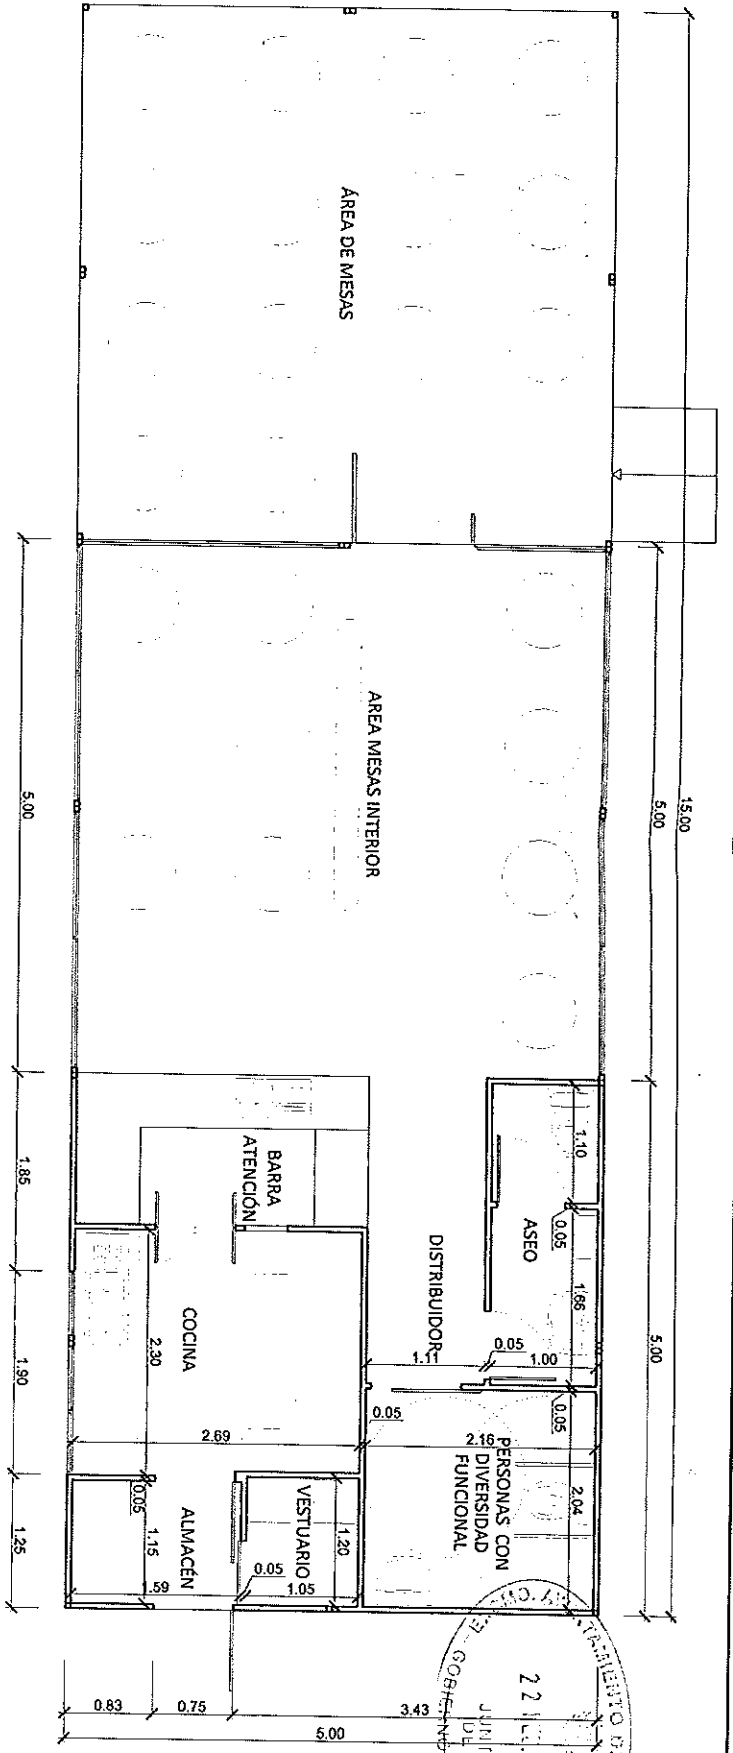 ÁREA DE MESAS
AREA MESAS INTERIOR
BARRA
ATENCIÓN
COCINA
DISTRIBUIDOR
ASEO
PERSONAS CON
DIVERSIDAD
FUNCIONAL
VESTUARIO
ALMACÉN
15.00
5.00
5.00
5.00
1.85
1.90
1.25
1.10
0.05
1.66
0.05
1.11
1.00
0.05
0.05
2.04
2.16
2.69
2.30
0.05
1.15
1.59
0.05
1.05
1.20
0.83
0.75
3.43
5.00
22